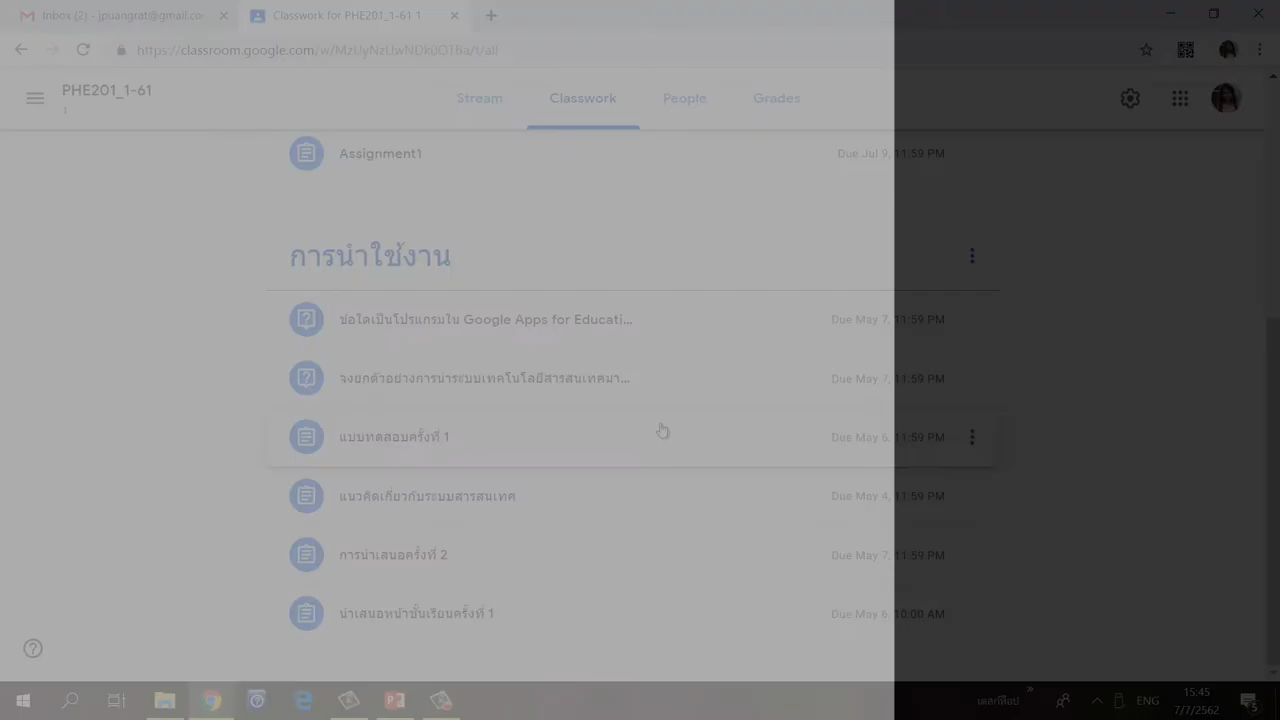 Inbox (2) - jpuangrat@gmail.co
Classwork for PHE201_1-61 1
https://classroom.google.com/w/MzUyNzUwNDk0OTba/t/all
PHE201_1-61
1
Stream
Classwork
People
Grades
Assignment1
Due Jul 9, 11:59 PM
การนำใช้งาน
ข้อใดเป็นโปรแกรมใน Google Apps for Educati...
Due May 7, 11:59 PM
จงยกตัวอย่างการนำระบบเทคโนโลยีสารสนเทศมา...
Due May 7, 11:59 PM
แบบทดสอบครั้งที่ 1
Due May 6, 11:59 PM
แนวคิดเกี่ยวกับระบบสารสนเทศ
Due May 4, 11:59 PM
การนำเสนอครั้งที่ 2
Due May 7, 11:59 PM
นำเสนอหน้าชั้นเรียนครั้งที่ 1
Due May 6, 10:00 AM
เดสก์ท็อป
ENG
15:45
7/7/2562
5